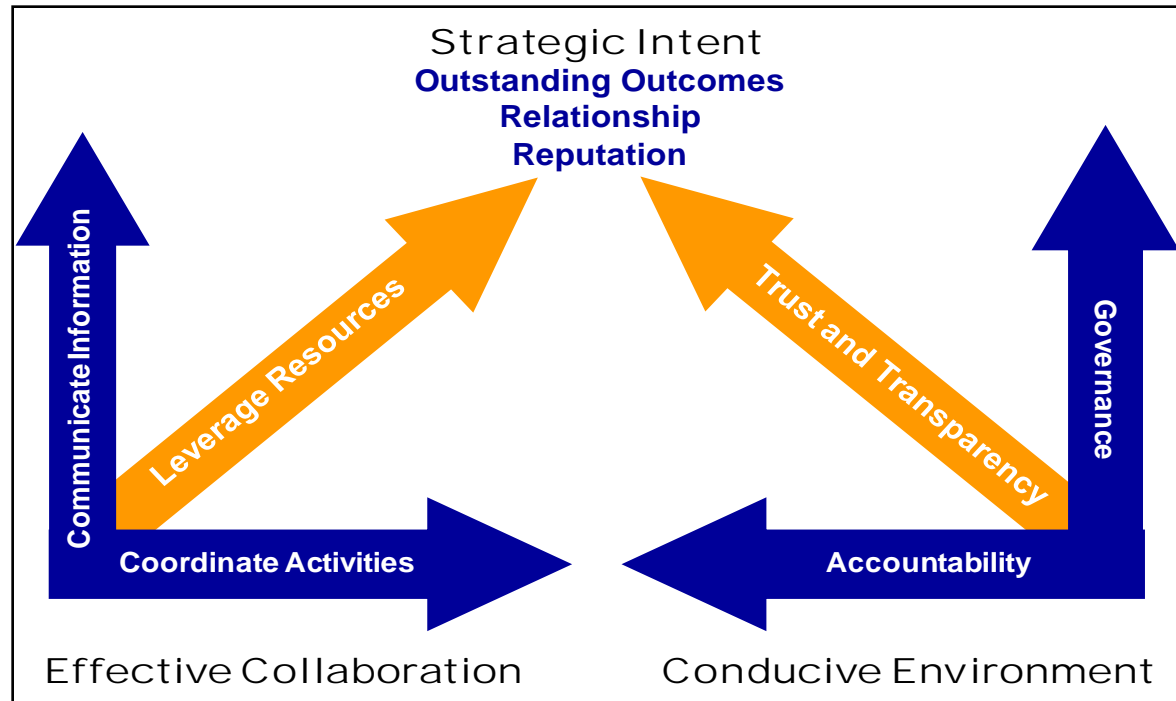 Strategic Intent
Outstanding Outcomes
Relationship
Reputation
Communicate Information
Leverage Resources
Coordinate Activities
Trust and Transparency
Governance
Accountability
Effective Collaboration
Conducive Environment